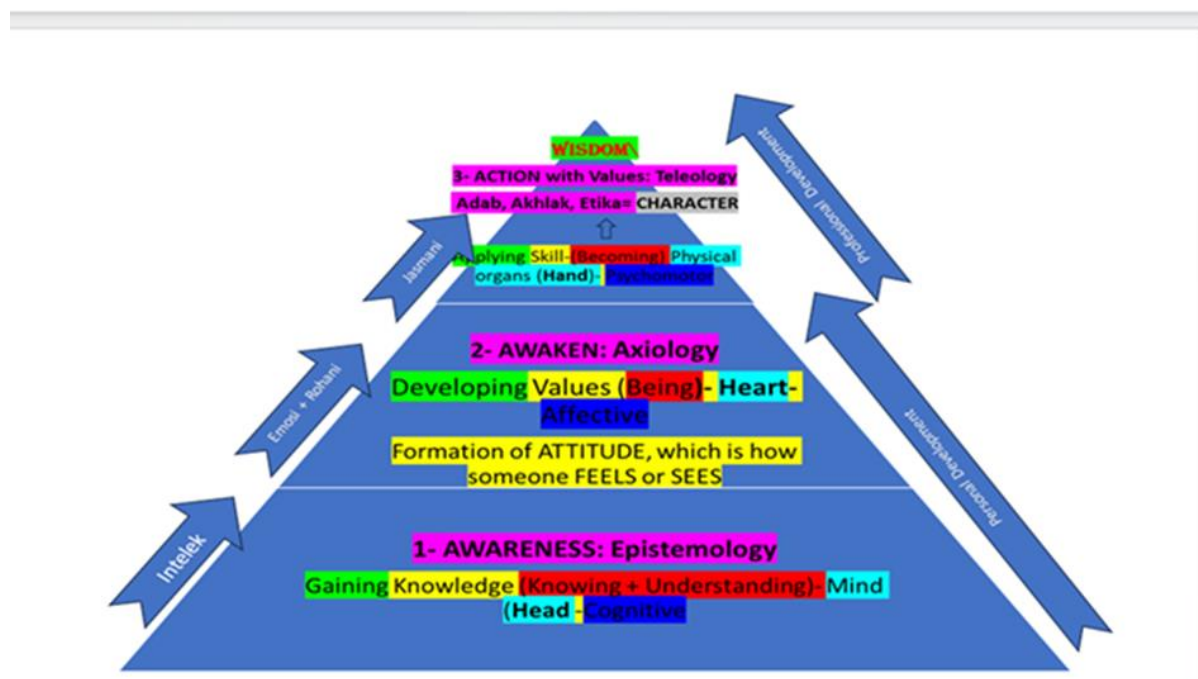 WISDOM\
3- ACTION with Values: Teleology
Adab, Akhlak, Etika= CHARACTER
Applying Skill-(Becoming) Physical
organs (Hand)- Psychomotor
2- AWAKEN: Axiology
Developing Values (Being)- Heart-
Affective
Formation of ATTITUDE, which is how
someone FEELS or SEES
1- AWARENESS: Epistemology
Gaining Knowledge (Knowing + Understanding)- Mind
(Head -Cognitive
Jasmani
Emosi + Rohani
Intelek
Professional Development
Personal Development